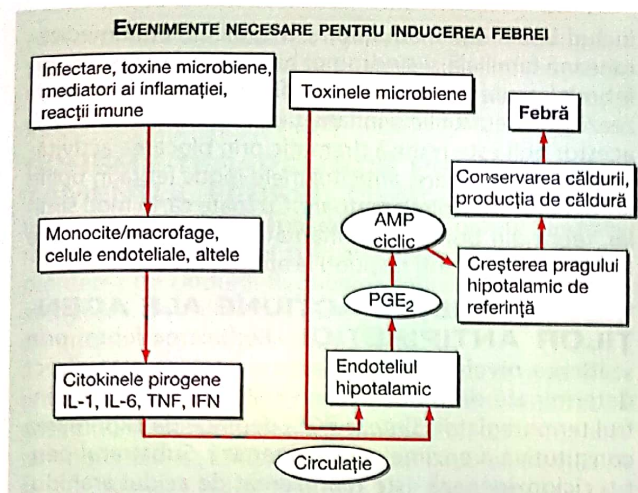 EVENIMENTE NECESARE PENTRU INDUCEREA FEBREI
Infectare, toxine microbiene,
mediatori ai inflamației,
reacții imune
Toxinele microbiene
Febră
Conservarea căldurii,
producția de căldură
Monocite/macrofage,
celule endoteliale, altele
AMP
ciclic
Creșterea pragului
hipotalamic de
referință
PGE₂
Citokinele pirogene
IL-1, IL-6, TNF, IFN
Endoteliul
hipotalamic
Circulație